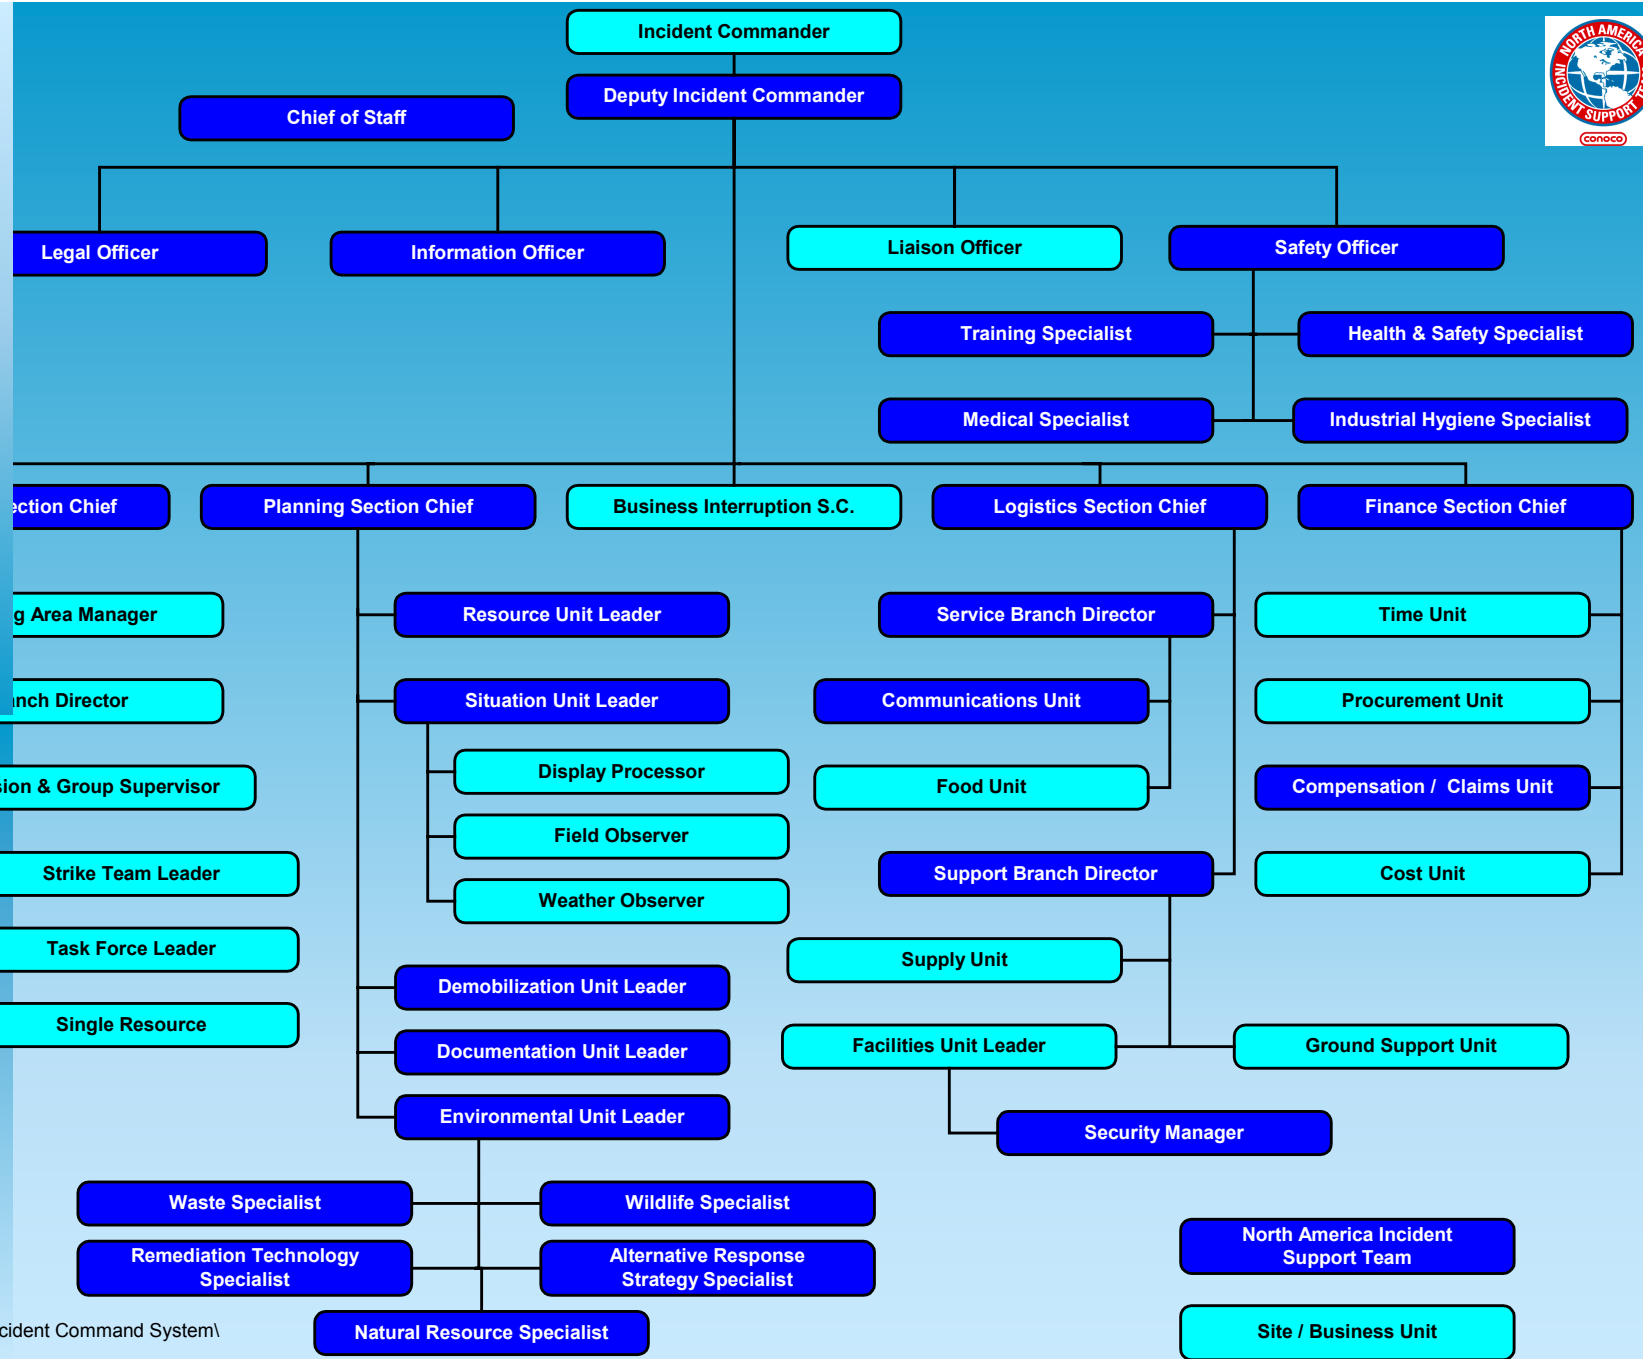 Incident Commander
Deputy Incident Commander
Chief of Staff
NORTH AMERICA
INCIDENT SUPPORT
conoco
Legal Officer
Information Officer
Liaison Officer
Safety Officer
Training Specialist
Health & Safety Specialist
Medical Specialist
Industrial Hygiene Specialist
ection Chief
Planning Section Chief
Business Interruption S.C.
Logistics Section Chief
Finance Section Chief
g Area Manager
Resource Unit Leader
Service Branch Director
Time Unit
nch Director
Situation Unit Leader
Communications Unit
Procurement Unit
Display Processor
sion & Group Supervisor
Food Unit
Compensation /  Claims Unit
Field Observer
Strike Team Leader
Support Branch Director
Cost Unit
Weather Observer
Task Force Leader
Supply Unit
Demobilization Unit Leader
Single Resource
Documentation Unit Leader
Facilities Unit Leader
Ground Support Unit
Environmental Unit Leader
Security Manager
Waste Specialist
Wildlife Specialist
Remediation Technology
Specialist
Alternative Response
Strategy Specialist
North America Incident
Support Team
Natural Resource Specialist
Site / Business Unit
cident Command System\